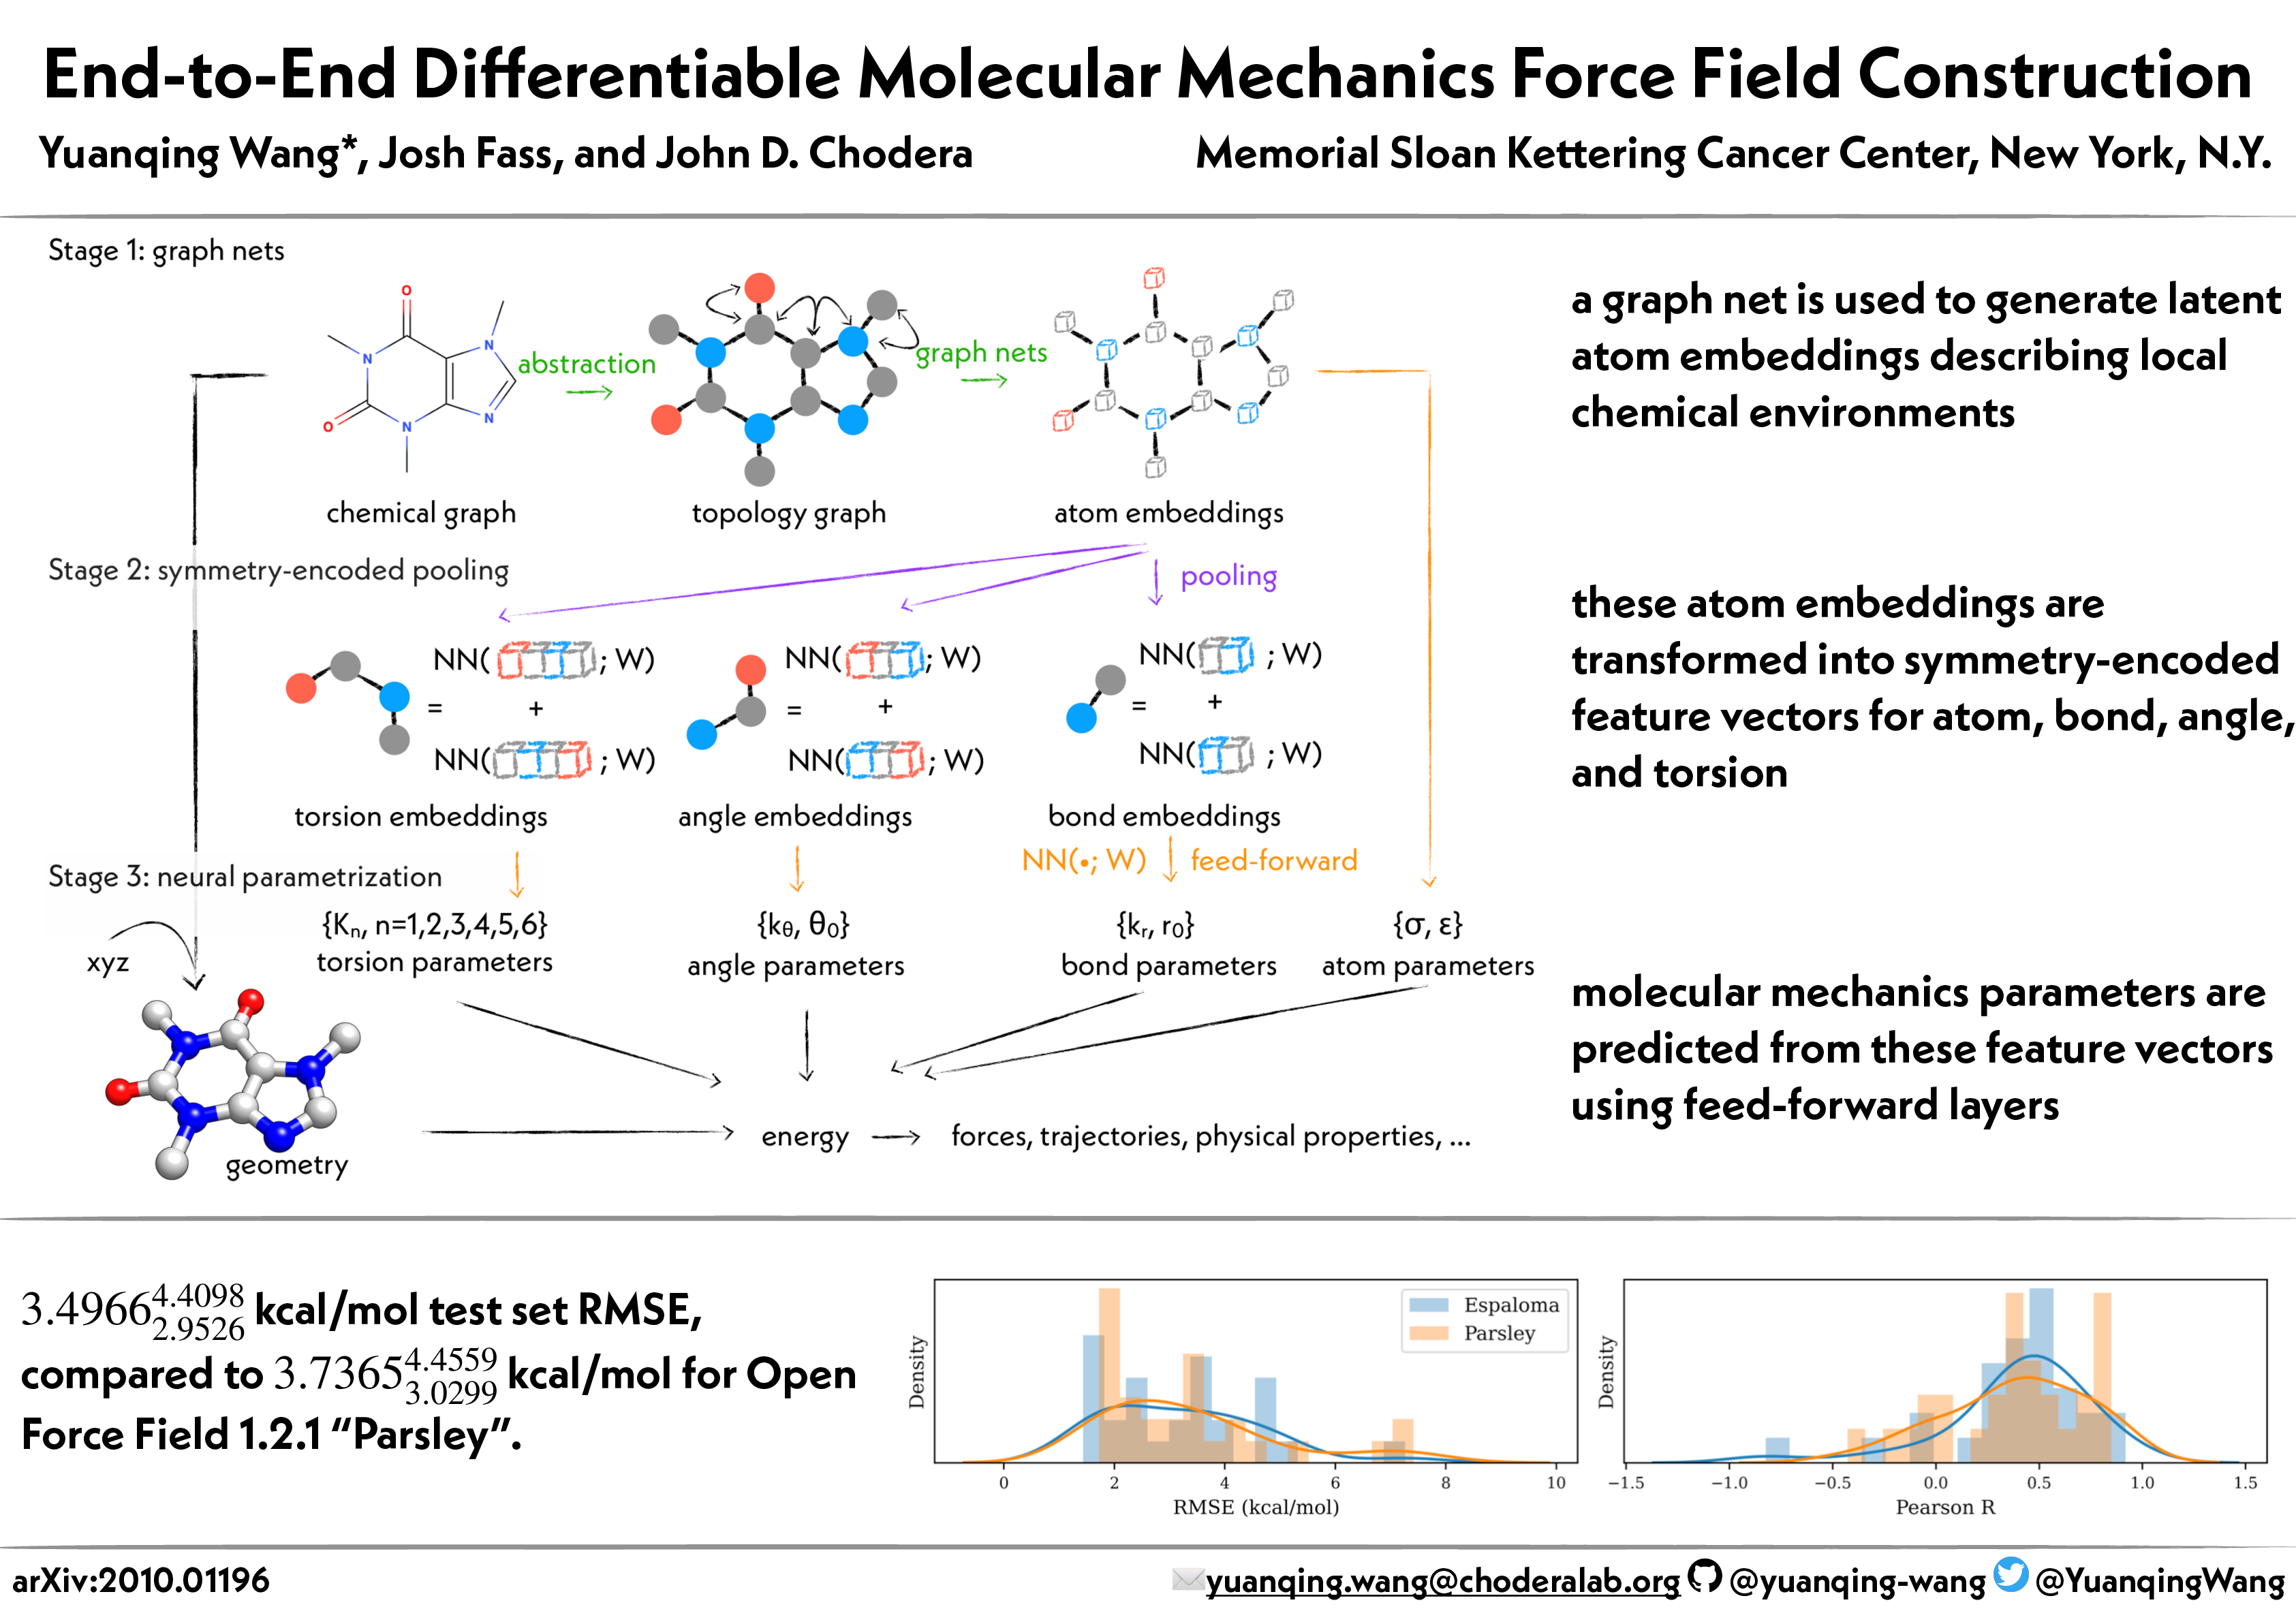 End-to-End Differentiable Molecular Mechanics Force Field Construction
Yuanqing Wang*, Josh Fass, and John D. Chodera
Memorial Sloan Kettering Cancer Center, New York, N.Y.
Stage 1: graph nets
O
N
N
O
N
N
abstraction
graph nets
chemical graph
topology graph
atom embeddings
a graph net is used to generate latent
atom embeddings describing local
chemical environments
Stage 2: symmetry-encoded pooling
pooling
NN( ; W)
=
+
NN( ; W)
NN( ; W)
=
+
NN( ; W)
NN( ; W)
=
+
NN( ; W)
torsion embeddings
angle embeddings
bond embeddings
these atom embeddings are
transformed into symmetry-encoded
feature vectors for atom, bond, angle,
and torsion
NN(•; W)
feed-forward
Stage 3: neural parametrization
xyz
{Kₙ, n=1,2,3,4,5,6}
torsion parameters
{kθ, θ₀}
angle parameters
{kᵣ, r₀}
bond parameters
{σ, ε}
atom parameters
geometry
energy
forces, trajectories, physical properties, ...
molecular mechanics parameters are
predicted from these feature vectors
using feed-forward layers
3.4966 4.4098 2.9526 kcal/mol test set RMSE,
compared to 3.7365 4.4559 3.0299 kcal/mol for Open
Force Field 1.2.1 “Parsley”.
Density
Espaloma
Parsley
0 2 4 6 8 10
RMSE (kcal/mol)
Density
−1.5 −1.0 −0.5 0.0 0.5 1.0 1.5
Pearson R
arXiv:2010.01196
yuanqing.wang@choderalab.org @yuanqing-wang @YuanqingWang